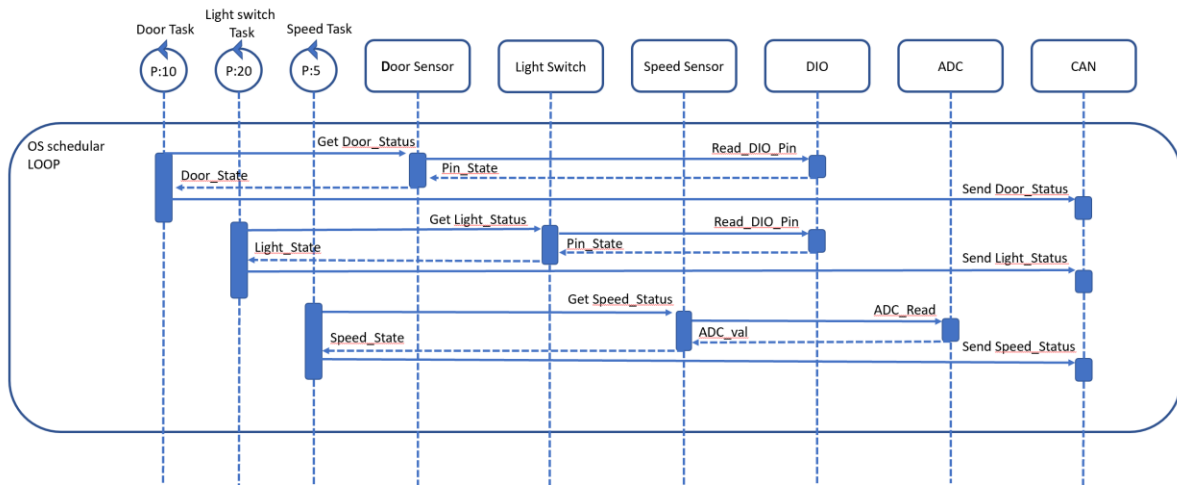 Door Task
Light switch
Task
Speed Task
P:10
P:20
P:5
Door Sensor
Light Switch
Speed Sensor
DIO
ADC
CAN
OS schedular
LOOP
Get Door_Status
Read_DIO_Pin
Pin_State
Door_State
Send Door_Status
Get Light_Status
Read_DIO_Pin
Pin_State
Light_State
Send Light_Status
Get Speed_Status
ADC_Read
ADC_val
Speed_State
Send Speed_Status